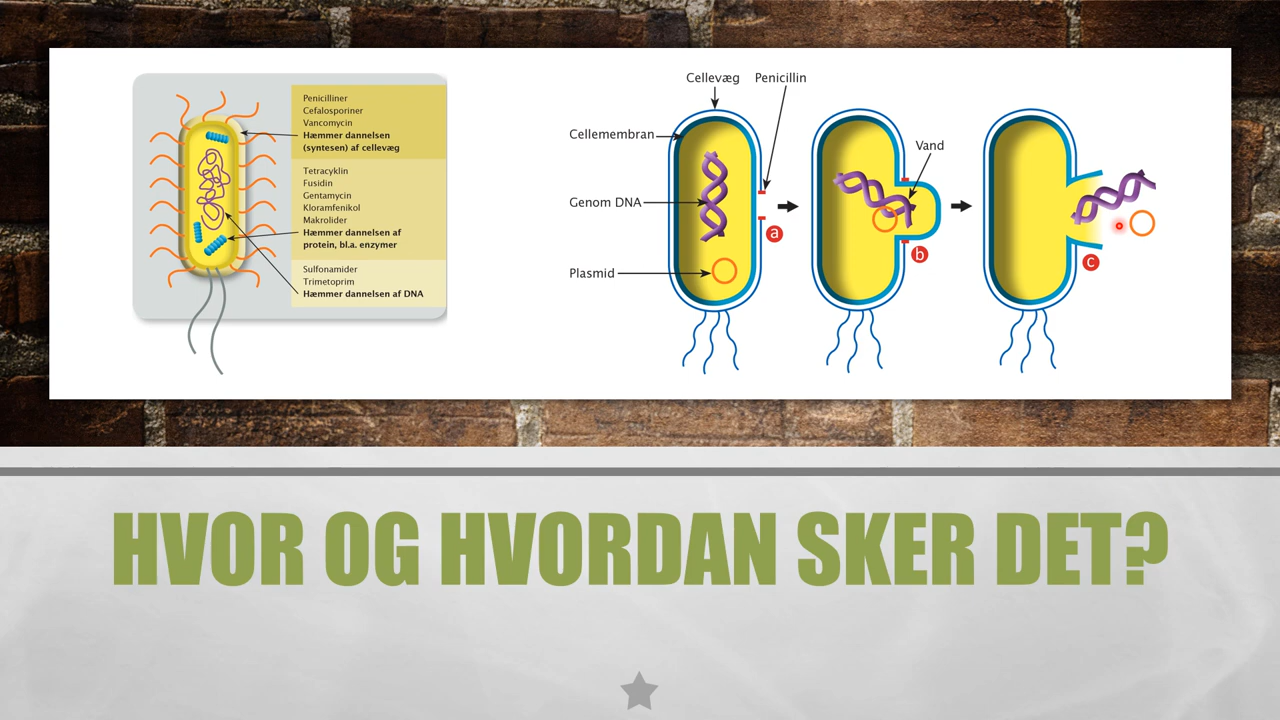 Penicilliner
Cefalosporiner
Vancomycin
Hæmmer dannelsen
(syntesen) af cellevæg
Tetracyklin
Fusidin
Gentamycin
Kloramfenikol
Makrolider
Hæmmer dannelsen af
protein, bl.a. enzymer
Sulfonamider
Trimetoprim
Hæmmer dannelsen af DNA
Cellevæg Penicillin
Cellemembran
Genom DNA
Plasmid
a
Vand
b
c
HVOR OG HVORDAN SKER DET?